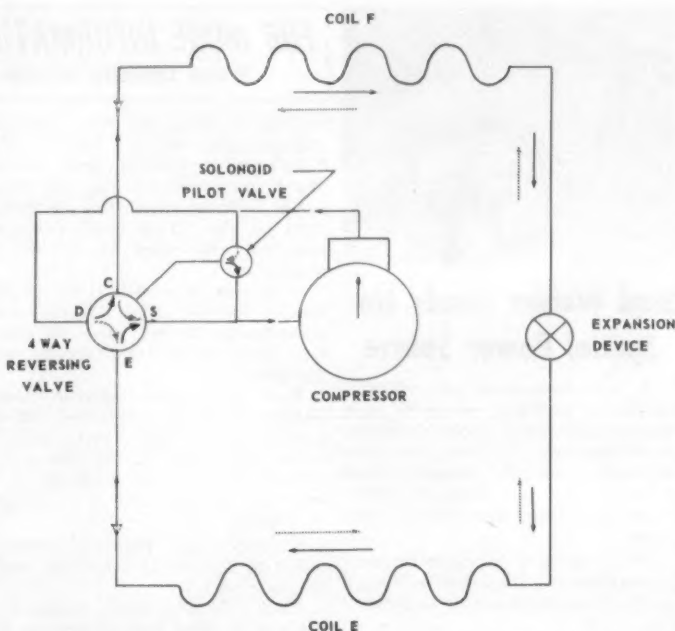 COIL F
SOLONOID
PILOT VALVE
C
D
S
E
4 WAY
REVERSING
VALVE
COMPRESSOR
EXPANSION
DEVICE
COIL E